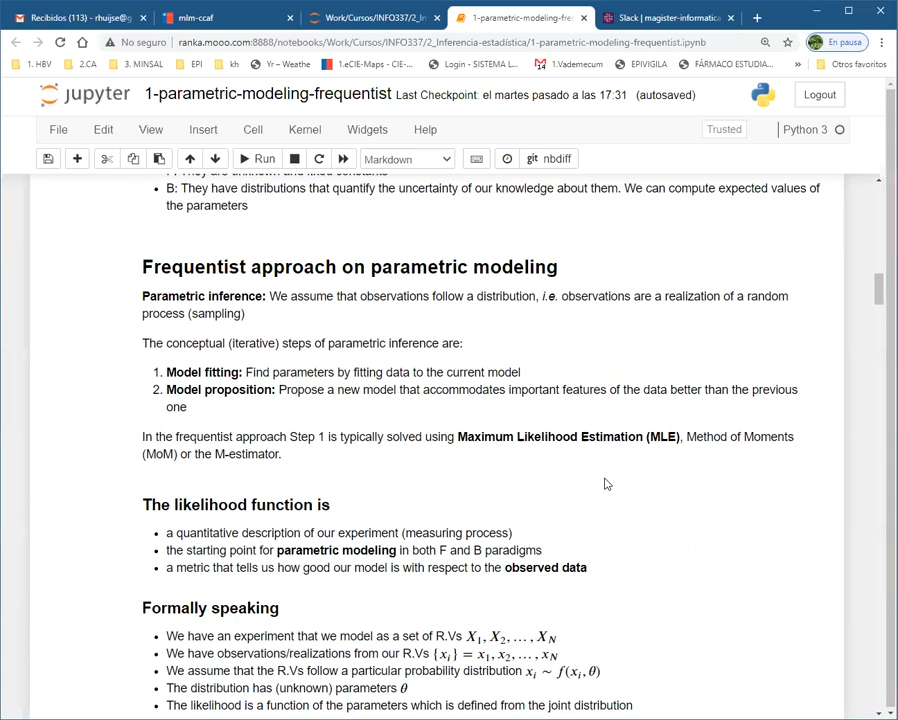 Recibidos (113) - rhuijse@g
mlm-ccaf
Work/Cursos/INFO337/2_In
1-parametric-modeling-fre
Slack | magister-informatica
No seguro
ranka.mooo.com:8888/notebooks/Work/Cursos/INFO337/2_Inferencia-estadística/1-parametric-modeling-frequentist.ipynb
En pausa
1. HBV
2.CA
3. MINSAL
EPI
kh
Yr – Weathe
1.eCIE-Maps - CIE-...
Login - SISTEMA L...
1.Vademecum
EPIVIGILA
FÁRMACO ESTUDIA...
»
Otros favoritos
jupyter
1-parametric-modeling-frequentist Last Checkpoint: el martes pasado a las 17:31 (autosaved)
Logout
File Edit View Insert Cell Kernel Widgets Help
Trusted
Python 3
Run
Markdown
git nbdiff
• B: They have distributions that quantify the uncertainty of our knowledge about them. We can compute expected values of
the parameters
Frequentist approach on parametric modeling
Parametric inference: We assume that observations follow a distribution, i.e. observations are a realization of a random
process (sampling)
The conceptual (iterative) steps of parametric inference are:
1. Model fitting: Find parameters by fitting data to the current model
2. Model proposition: Propose a new model that accommodates important features of the data better than the previous
one
In the frequentist approach Step 1 is typically solved using Maximum Likelihood Estimation (MLE), Method of Moments
(MoM) or the M-estimator.
The likelihood function is
• a quantitative description of our experiment (measuring process)
• the starting point for parametric modeling in both F and B paradigms
• a metric that tells us how good our model is with respect to the observed data
Formally speaking
• We have an experiment that we model as a set of R.Vs X₁, X₂, ..., X_N
• We have observations/realizations from our R.Vs {xᵢ} = x₁, x₂, ..., x_N
• We assume that the R.Vs follow a particular probability distribution xᵢ ~ f(xᵢ, θ)
• The distribution has (unknown) parameters θ
• The likelihood is a function of the parameters which is defined from the joint distribution